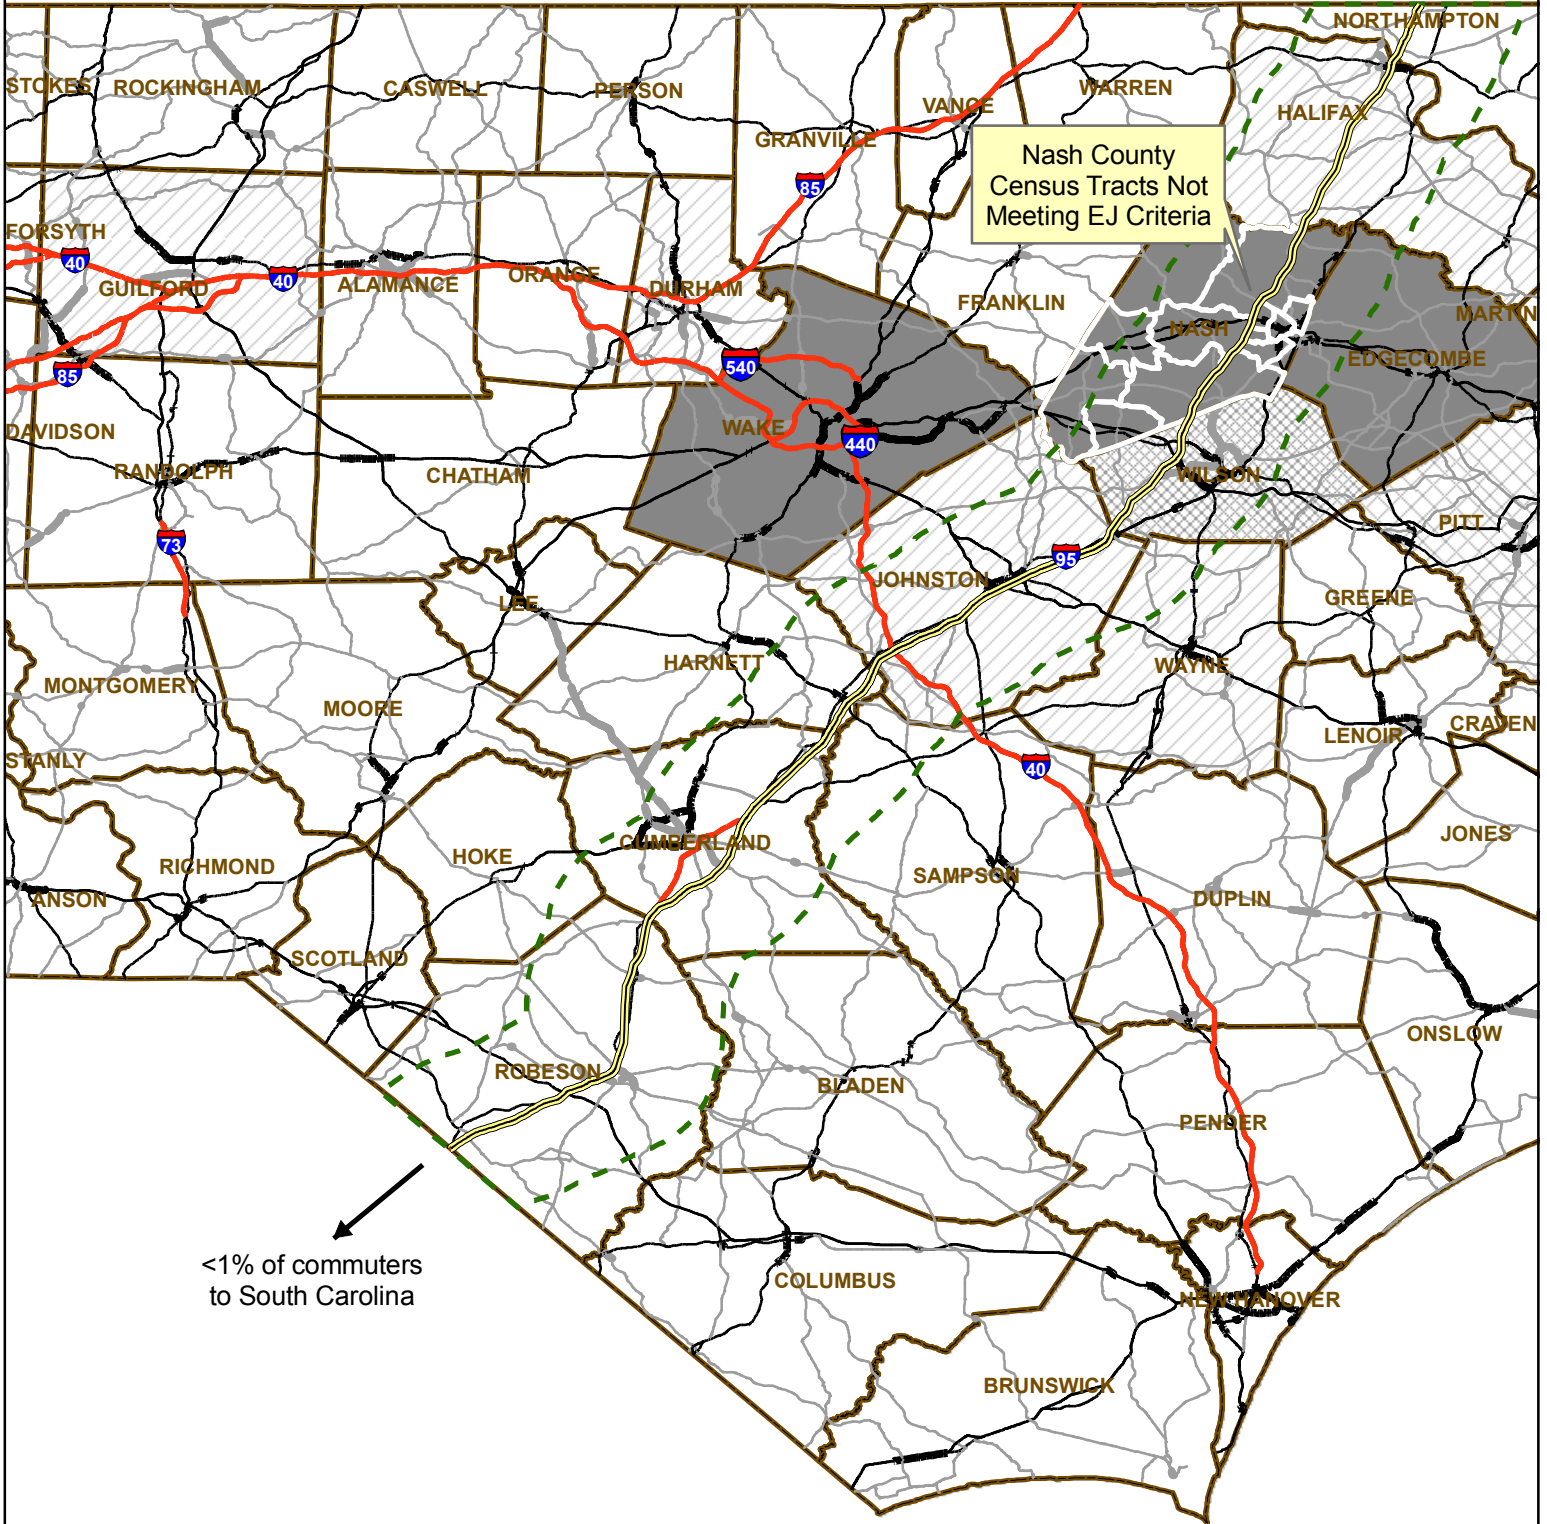 NORTHAMPTON
STOKES
ROCKINGHAM
CASWELL
PERSON
WARREN
VANCE
HALIFAX
GRANVILLE
Nash County
Census Tracts Not
Meeting EJ Criteria
85
FORSYTH
40
GUILFORD
40
ALAMANCE
ORANGE
DURHAM
FRANKLIN
MARTIN
NASH
EDGECOMBE
85
540
DAVIDSON
WAKE
440
RANDOLPH
CHATHAM
WILSON
PITT
73
95
JOHNSTON
LEE
GREENE
HARNETT
WAYNE
MONTGOMERY
MOORE
CRAVEN
LENOIR
STANLY
40
CUMBERLAND
JONES
HOKE
RICHMOND
SAMPSON
ANSON
DUPLIN
SCOTLAND
ONSLOW
ROBESON
BLADEN
PENDER
<1% of commuters
to South Carolina
COLUMBUS
NEW HANOVER
BRUNSWICK